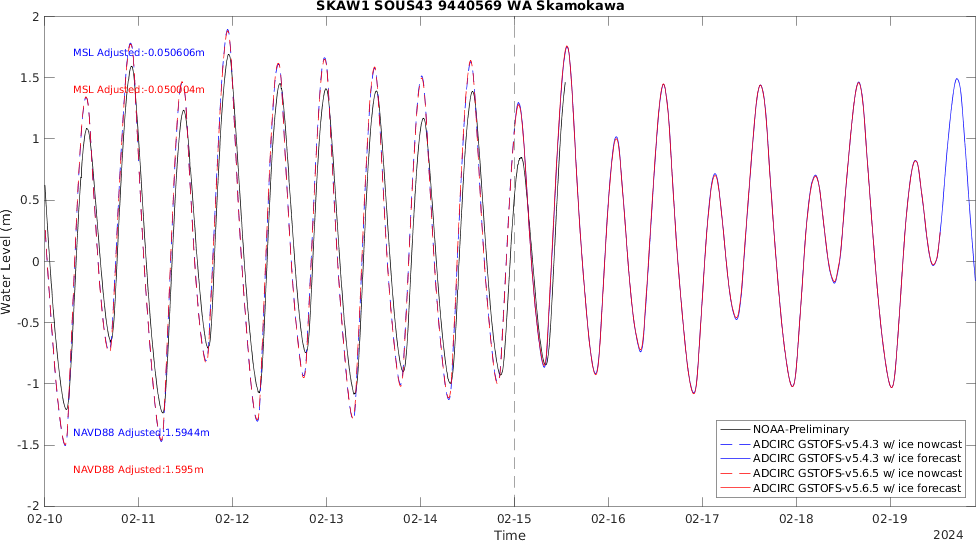 SKAW1 SOUS43 9440569 WA Skamokawa
2
1.5
1
0.5
0
-0.5
-1
-1.5
-2
Water Level (m)
MSL Adjusted:-0.050606m
MSL Adjusted:-0.050004m
NAVD88 Adjusted:1.5944m
NAVD88 Adjusted:1.595m
NOAA-Preliminary
ADCIRC GSTOFS-v5.4.3 w/ ice nowcast
ADCIRC GSTOFS-v5.4.3 w/ ice forecast
ADCIRC GSTOFS-v5.6.5 w/ ice nowcast
ADCIRC GSTOFS-v5.6.5 w/ ice forecast
02-10 02-11 02-12 02-13 02-14 02-15 02-16 02-17 02-18 02-19
Time
2024